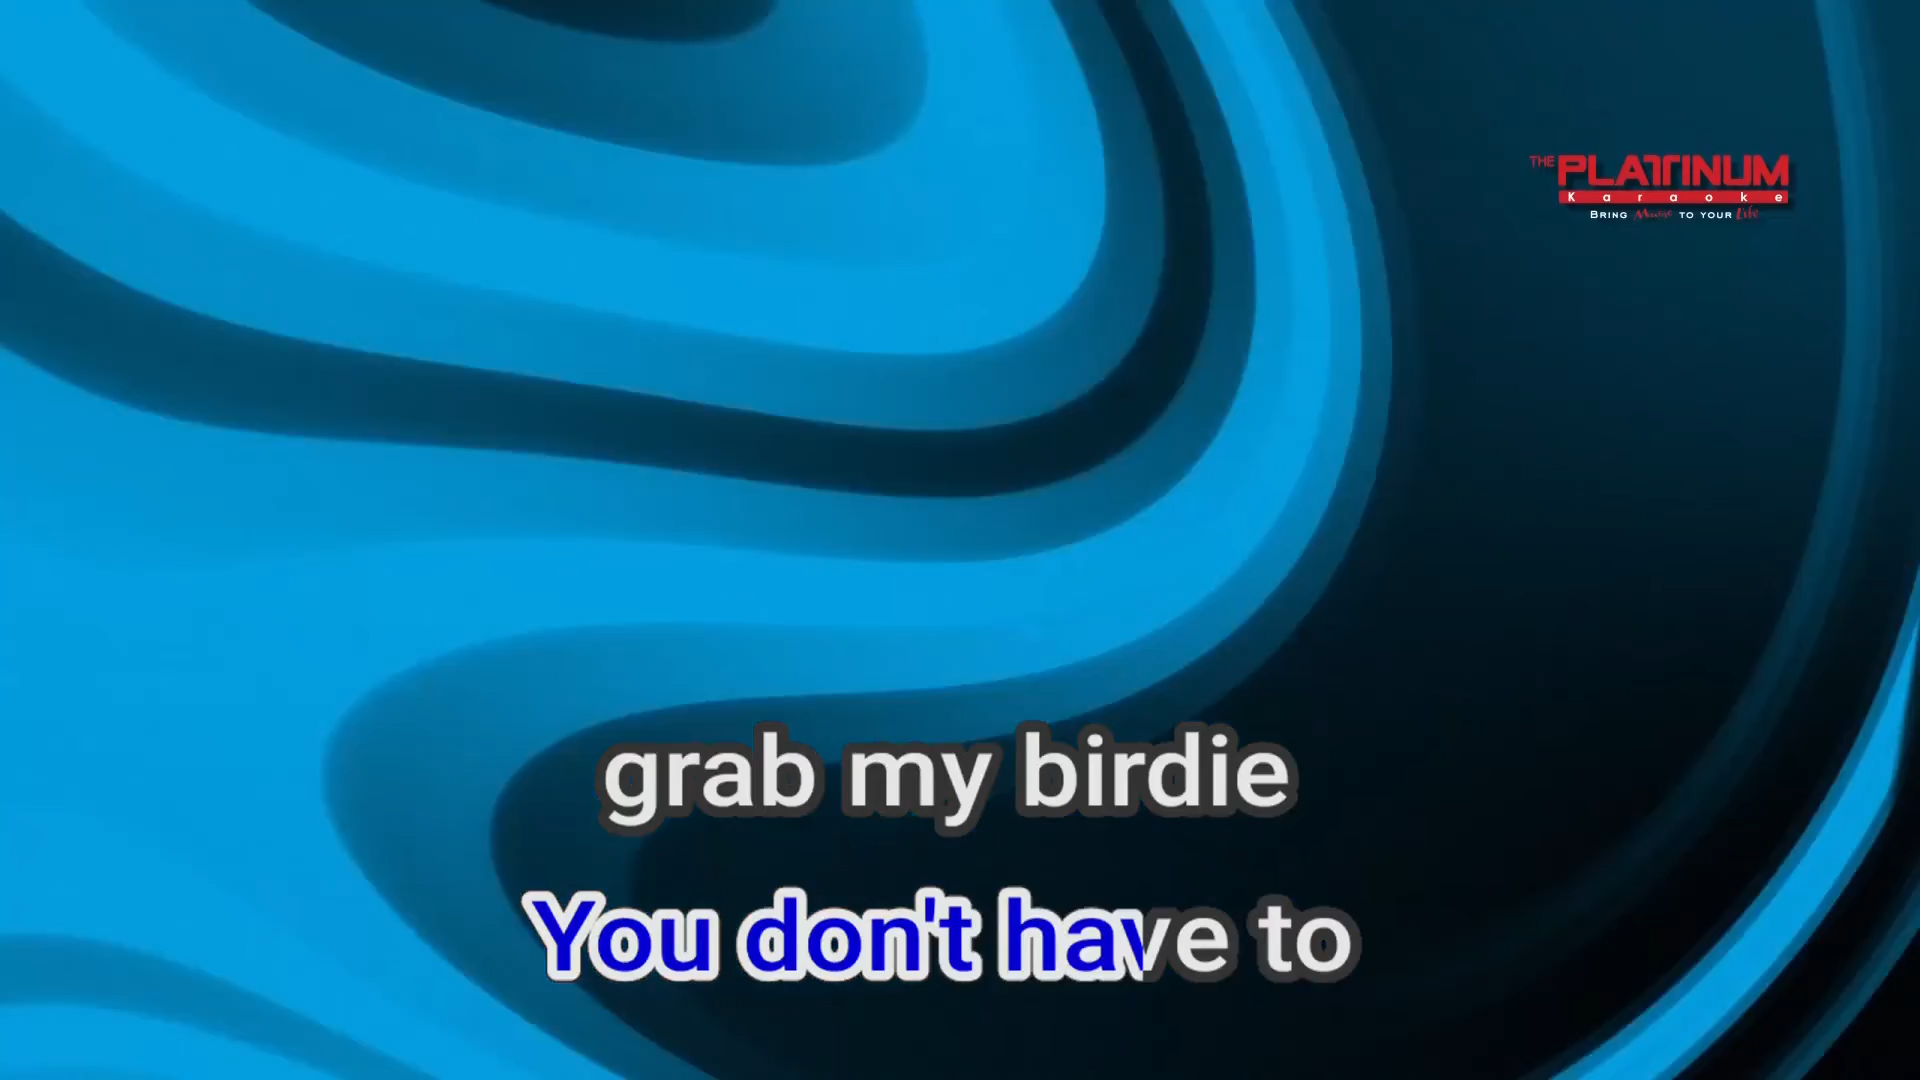 THE PLATINUM
Karaoke
BRING Music TO YOUR Life
grab my birdie
You don't have to